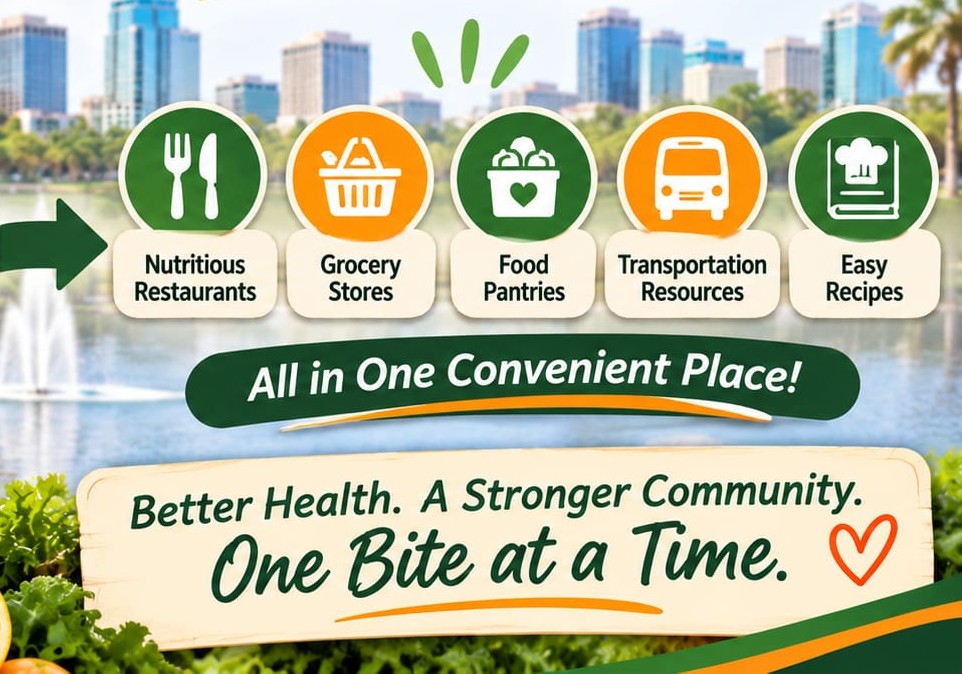 Nutritious
Restaurants
Grocery
Stores
Food
Pantries
Transportation
Resources
Easy
Recipes
All in One Convenient Place!
Better Health. A Stronger Community.
One Bite at a Time.